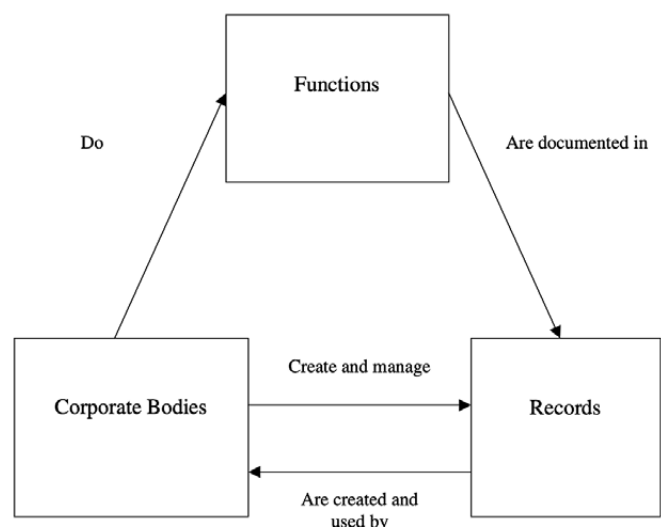 Functions
Do
Are documented in
Create and manage
Corporate Bodies
Records
Are created and
used by